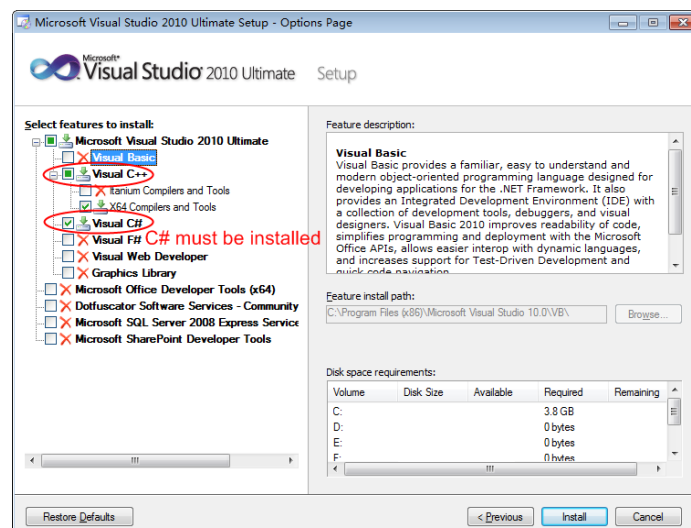 Microsoft Visual Studio 2010 Ultimate Setup - Options Page
Microsoft®
Visual Studio® 2010 Ultimate Setup
Select features to install:
Microsoft Visual Studio 2010 Ultimate
Visual Basic
Visual C++
Itanium Compilers and Tools
X64 Compilers and Tools
Visual C#
Visual F#
C# must be installed
Visual Web Developer
Graphics Library
Microsoft Office Developer Tools (x64)
Dotfuscator Software Services - Community
Microsoft SQL Server 2008 Express Service
Microsoft SharePoint Developer Tools
Feature description:
Visual Basic
Visual Basic provides a familiar, easy to understand and
modern object-oriented programming language designed for
developing applications for the .NET Framework. It also
provides an Integrated Development Environment (IDE) with
a collection of development tools, debuggers, and visual
designers. Visual Basic 2010 improves readability of code,
simplifies programming and deployment with the Microsoft
Office APIs, allows easier interop with dynamic languages,
and increases support for Test-Driven Development and
quick code navigation.
Feature install path:
C:\Program Files (x86)\Microsoft Visual Studio 10.0\VB\
Browse...
Disk space requirements:
Volume Disk Size Available Required Remaining
C: 3.8 GB
D: 0 bytes
E: 0 bytes
F: 0 bytes
Restore Defaults
< Previous Install Cancel